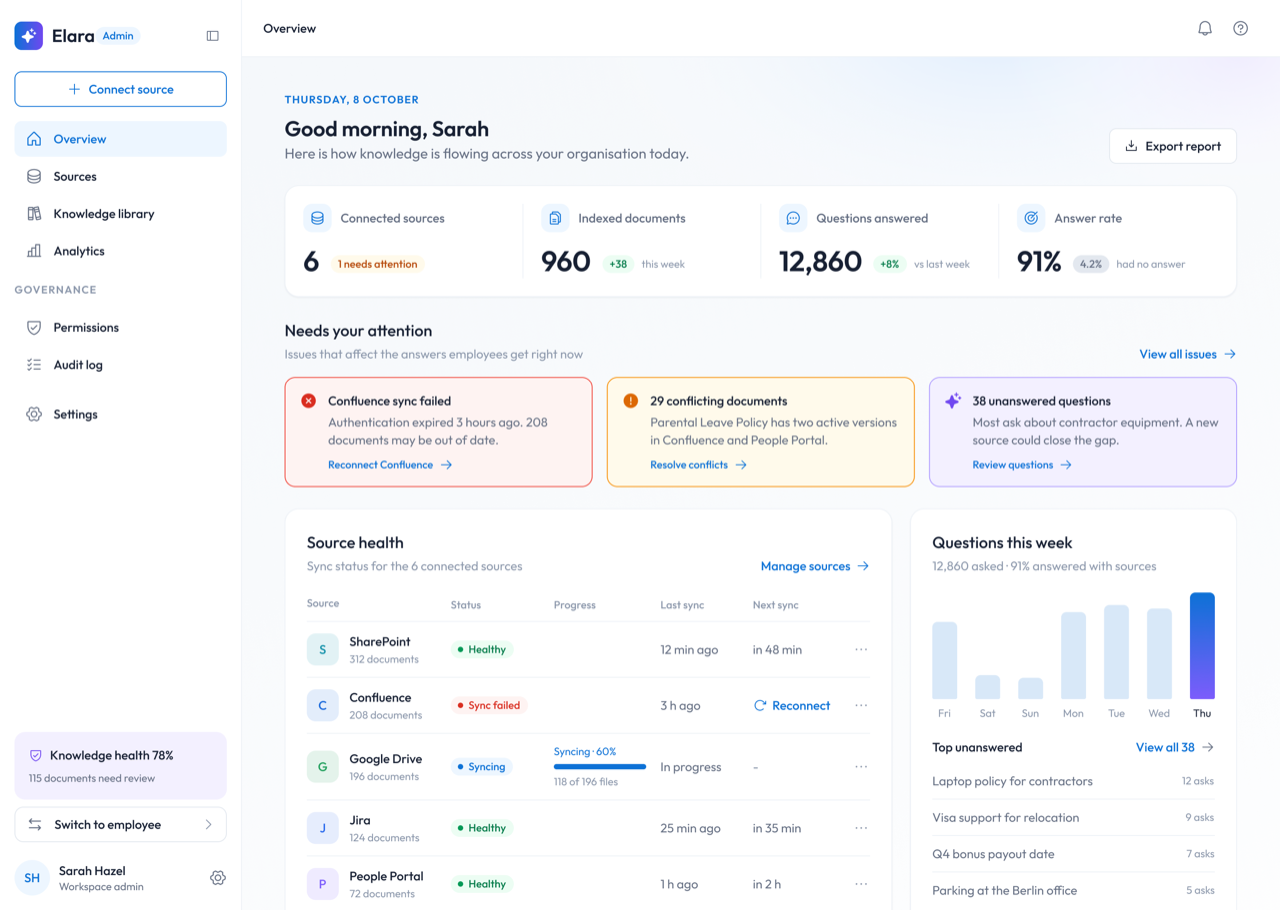 Elara Admin
Connect source
Overview
Sources
Knowledge library
Analytics
GOVERNANCE
Permissions
Audit log
Settings
Knowledge health 78%
115 documents need review
Switch to employee
SH
Sarah Hazel
Workspace admin
Overview
THURSDAY, 8 OCTOBER
Good morning, Sarah
Here is how knowledge is flowing across your organisation today.
Export report
Connected sources
6 1 needs attention
Indexed documents
960 +38 this week
Questions answered
12,860 +8% vs last week
Answer rate
91% 4.2% had no answer
Needs your attention
Issues that affect the answers employees get right now
View all issues
Confluence sync failed
Authentication expired 3 hours ago. 208
documents may be out of date.
Reconnect Confluence
29 conflicting documents
Parental Leave Policy has two active versions
in Confluence and People Portal.
Resolve conflicts
38 unanswered questions
Most ask about contractor equipment. A new
source could close the gap.
Review questions
Source health
Sync status for the 6 connected sources
Manage sources
Source Status Progress Last sync Next sync
S SharePoint
312 documents
Healthy
12 min ago
in 48 min
C Confluence
208 documents
Sync failed
3 h ago
Reconnect
G Google Drive
196 documents
Syncing
Syncing · 60%
118 of 196 files
In progress
-
J Jira
124 documents
Healthy
25 min ago
in 35 min
P People Portal
72 documents
Healthy
1 h ago
in 2 h
Questions this week
12,860 asked · 91% answered with sources
Fri Sat Sun Mon Tue Wed Thu
Top unanswered
View all 38
Laptop policy for contractors 12 asks
Visa support for relocation 9 asks
Q4 bonus payout date 7 asks
Parking at the Berlin office 5 asks